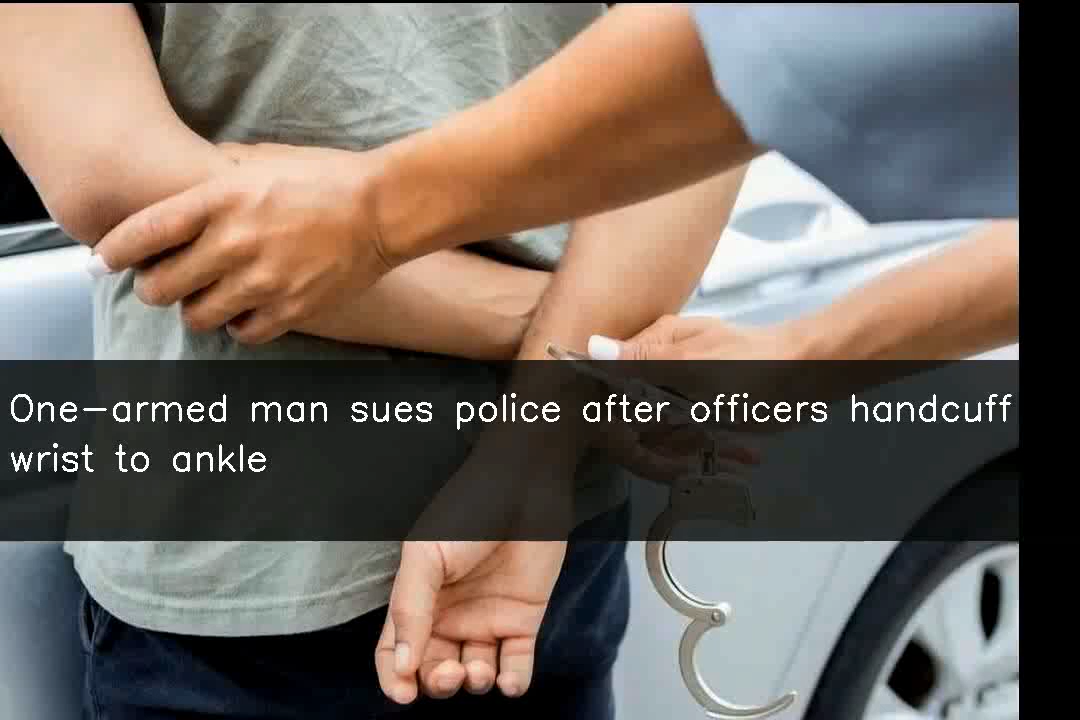 One-armed man sues police after officers handcuff
wrist to ankle